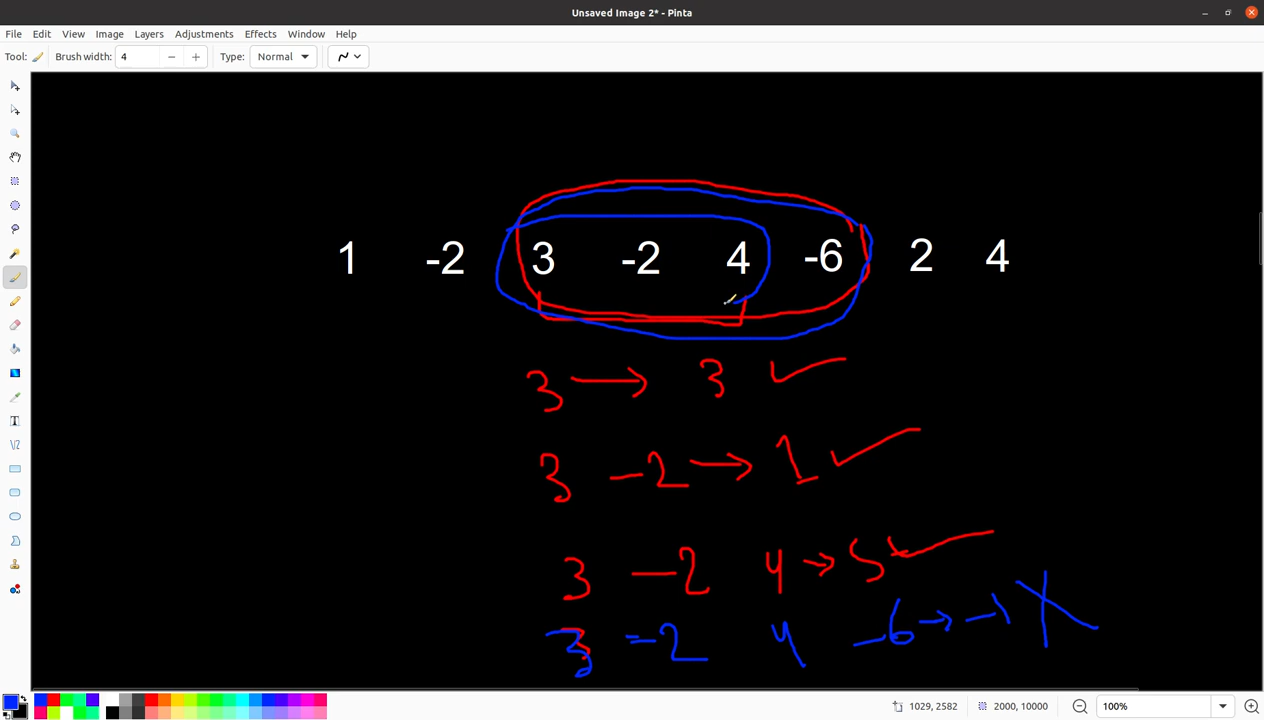 Unsaved Image 2* - Pinta
File Edit View Image Layers Adjustments Effects Window Help
Tool: Brush width: 4 − + Type: Normal
1 -2 3 -2 4 -6 2 4
3 → 3 ✓
3 -2 → 1 ✓
3 -2 4 → 5 ✓
3 -2 4 -6 → -1 X
1029, 2582 2000, 10000 100%